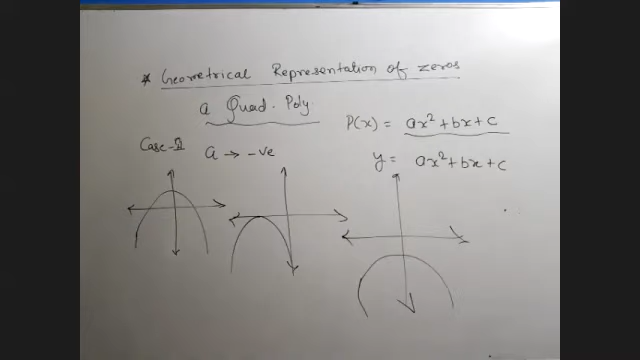 * Geometrical Representation of zeros
a Quad. Poly.
P(x) = ax² + bx + c
Case-II a → -ve
y = ax² + bx + c